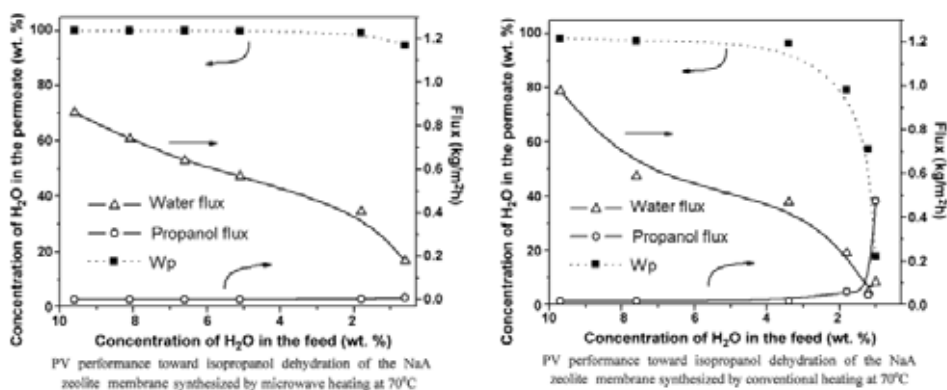 Concentration of H2O in the permeate (wt. %)
100
80
60
40
20
0
1.2
1.0
0.8
0.6
0.4
0.2
0.0
Flux (kg/m²h)
Water flux
Propanol flux
Wp
10 8 6 4 2 0
Concentration of H2O in the feed (wt. %)
PV performance toward isopropanol dehydration of the NaA
zeolite membrane synthesized by microwave heating at 70⁰C
Concentration of H2O in the permeate (wt. %)
100
80
60
40
20
0
1.2
1.0
0.8
0.6
0.4
0.2
0.0
Flux (kg/m²h)
Water flux
Propanol flux
Wp
10 8 6 4 2 0
Concentration of H2O in the feed (wt. %)
PV performance toward isopropanol dehydration of the NaA
zeolite membrane synthesized by conventional heating at 70⁰C